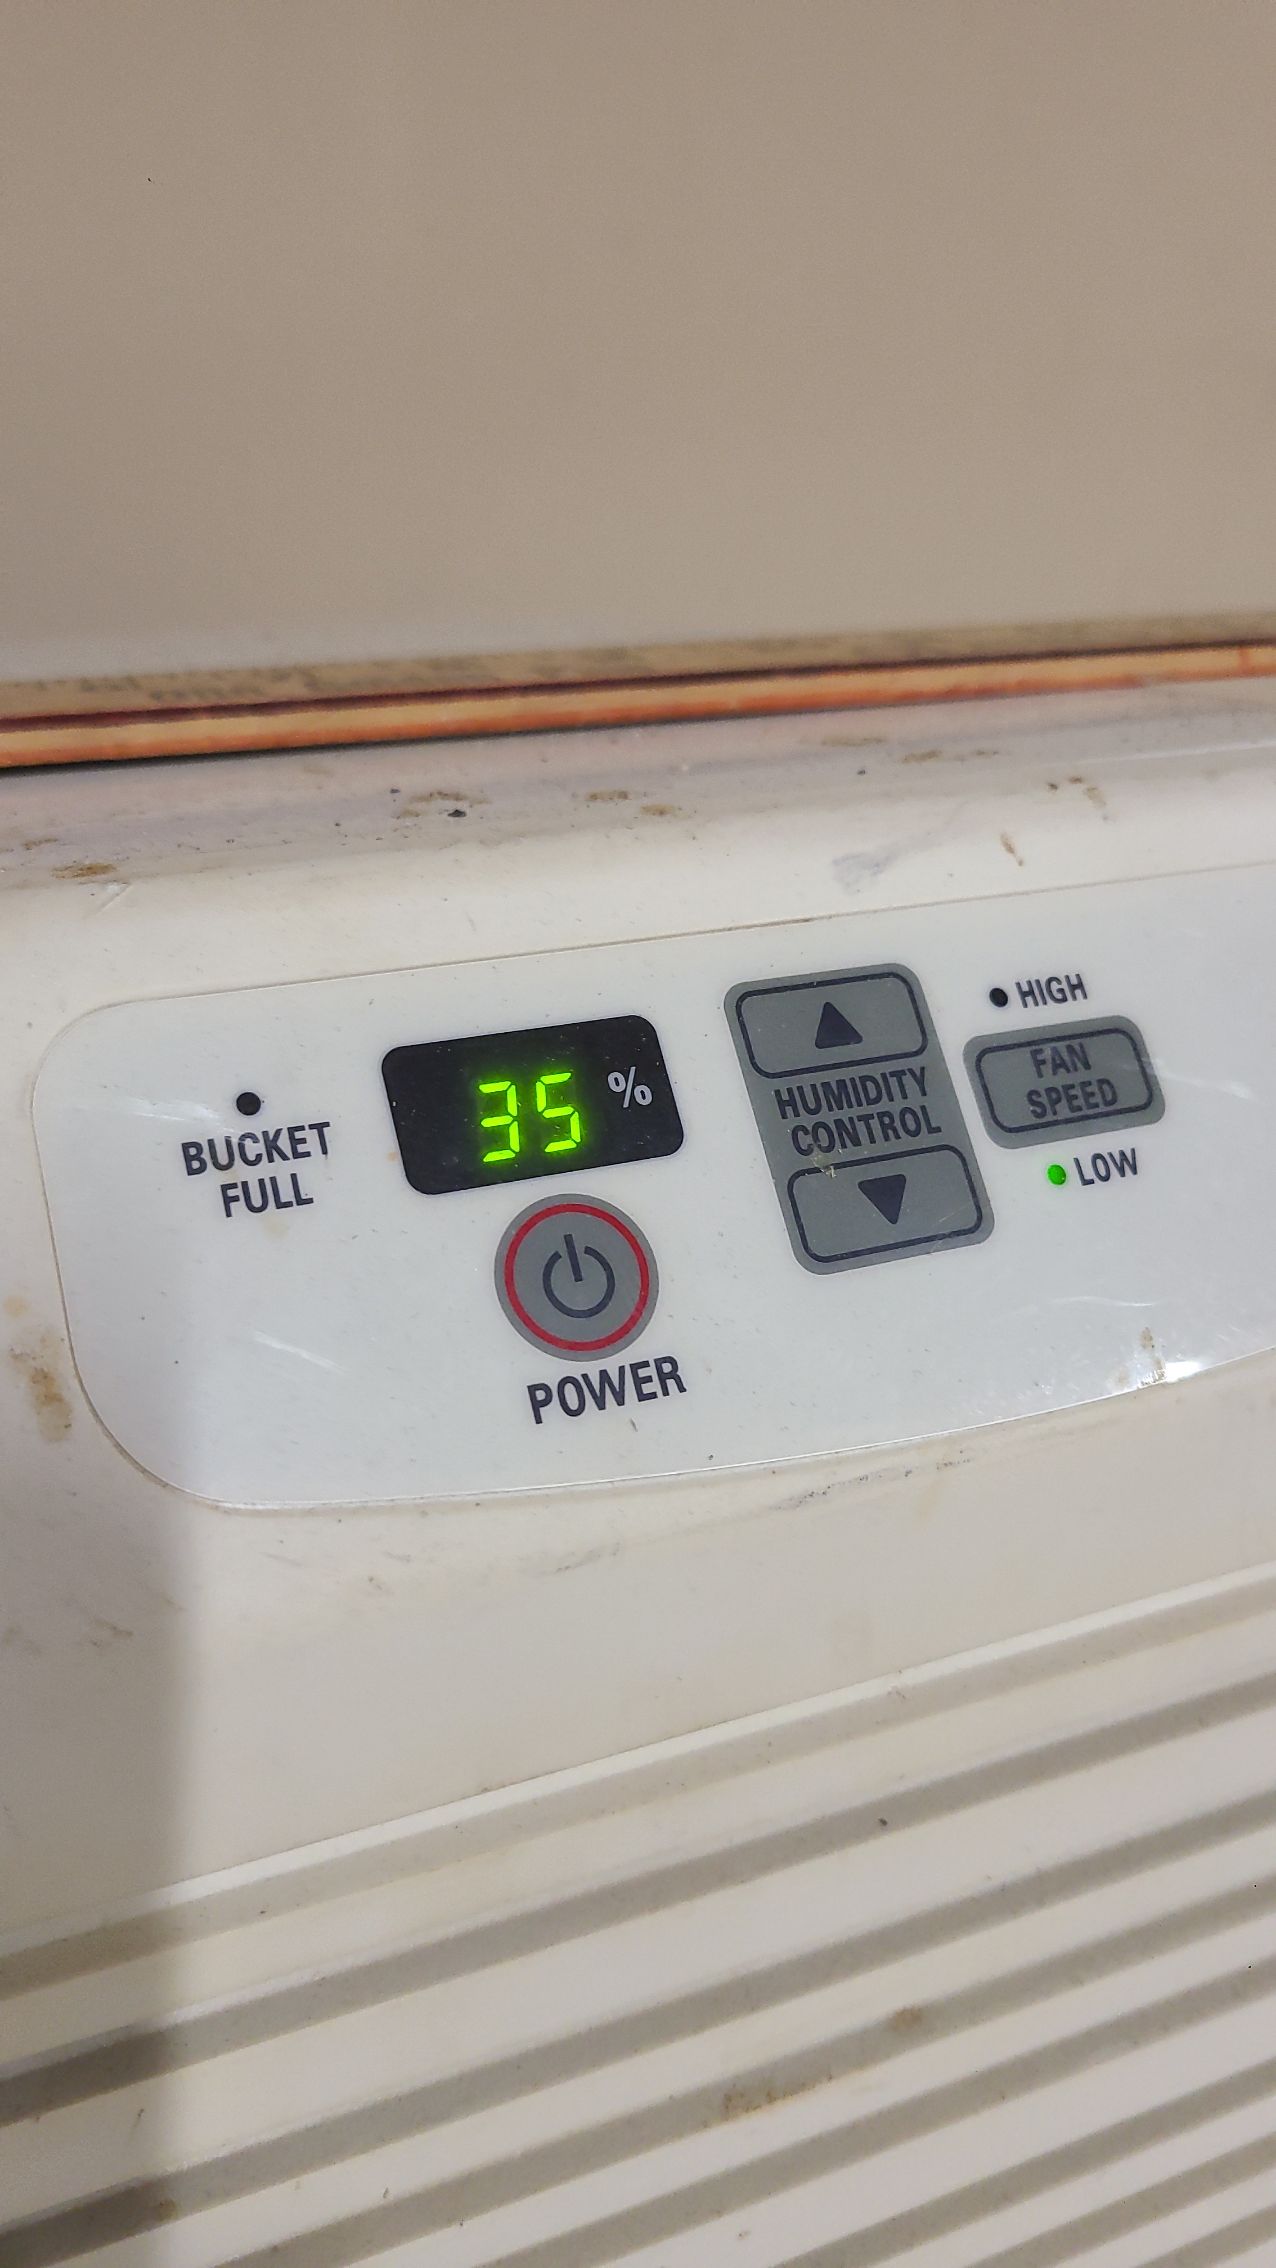 BUCKET
FULL
35 %
POWER
HUMIDITY
CONTROL
HIGH
FAN
SPEED
LOW